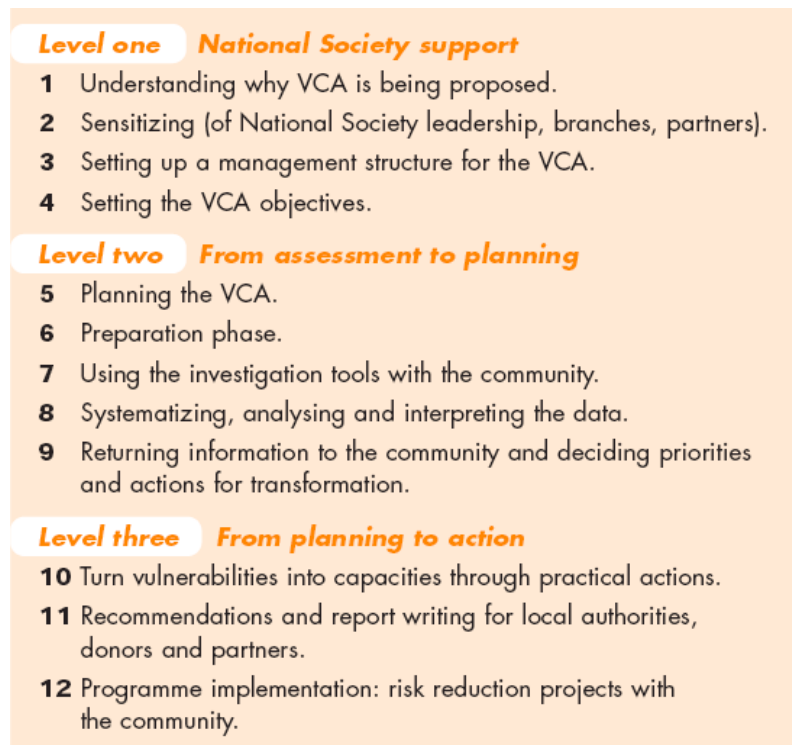 Level one National Society support
1 Understanding why VCA is being proposed.
2 Sensitizing (of National Society leadership, branches, partners).
3 Setting up a management structure for the VCA.
4 Setting the VCA objectives.
Level two From assessment to planning
5 Planning the VCA.
6 Preparation phase.
7 Using the investigation tools with the community.
8 Systematizing, analysing and interpreting the data.
9 Returning information to the community and deciding priorities
and actions for transformation.
Level three From planning to action
10 Turn vulnerabilities into capacities through practical actions.
11 Recommendations and report writing for local authorities,
donors and partners.
12 Programme implementation: risk reduction projects with
the community.